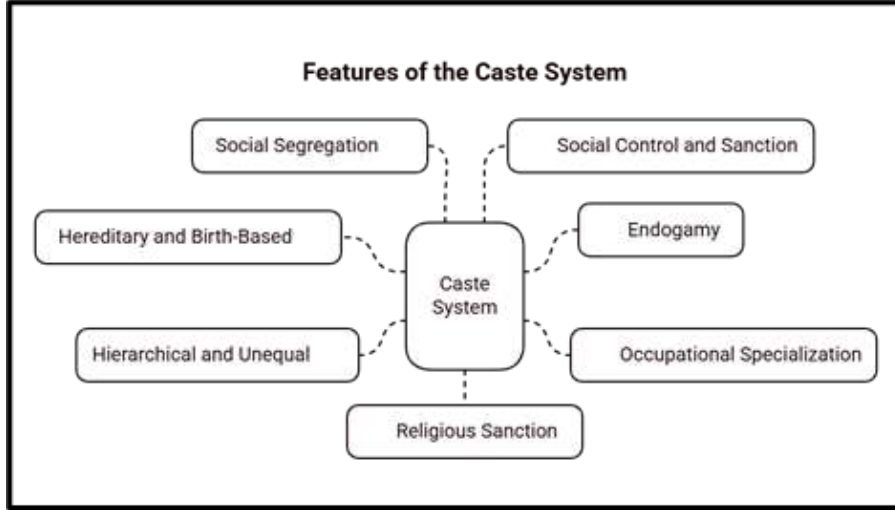 Features of the Caste System
Social Segregation
Social Control and Sanction
Hereditary and Birth-Based
Endogamy
Caste
System
Hierarchical and Unequal
Occupational Specialization
Religious Sanction